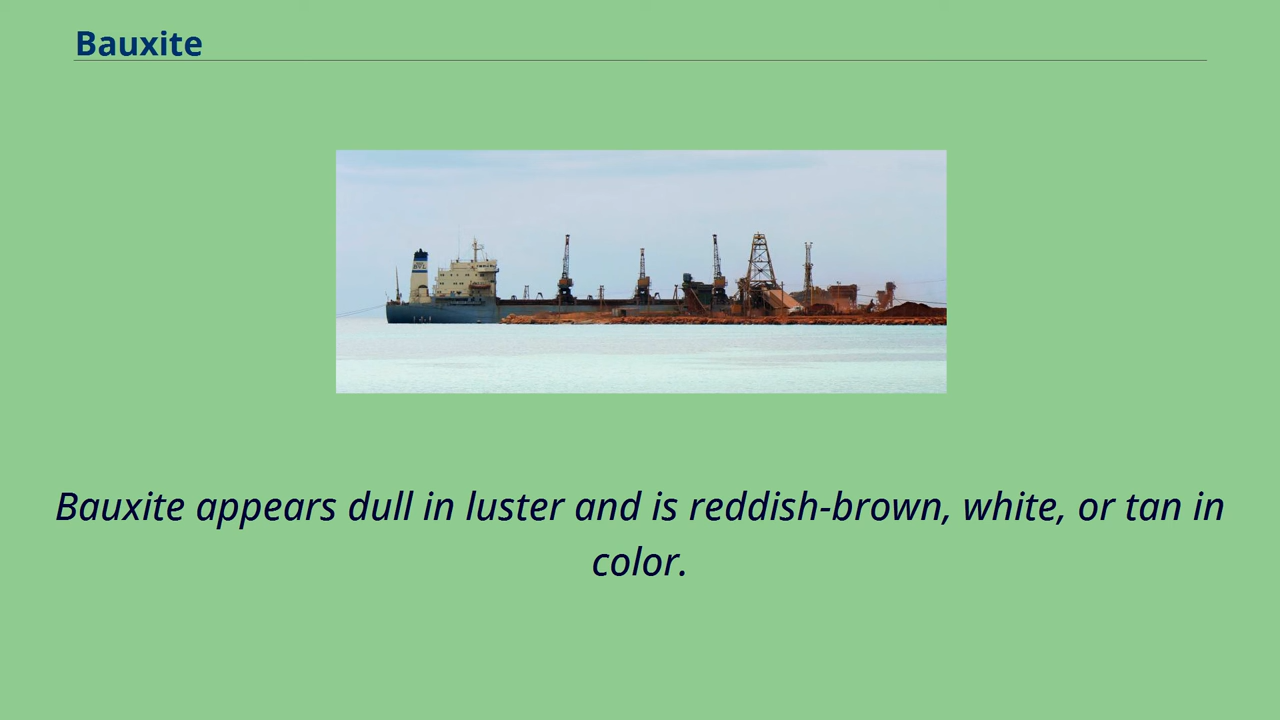 Bauxite
Bauxite appears dull in luster and is reddish-brown, white, or tan in
color.